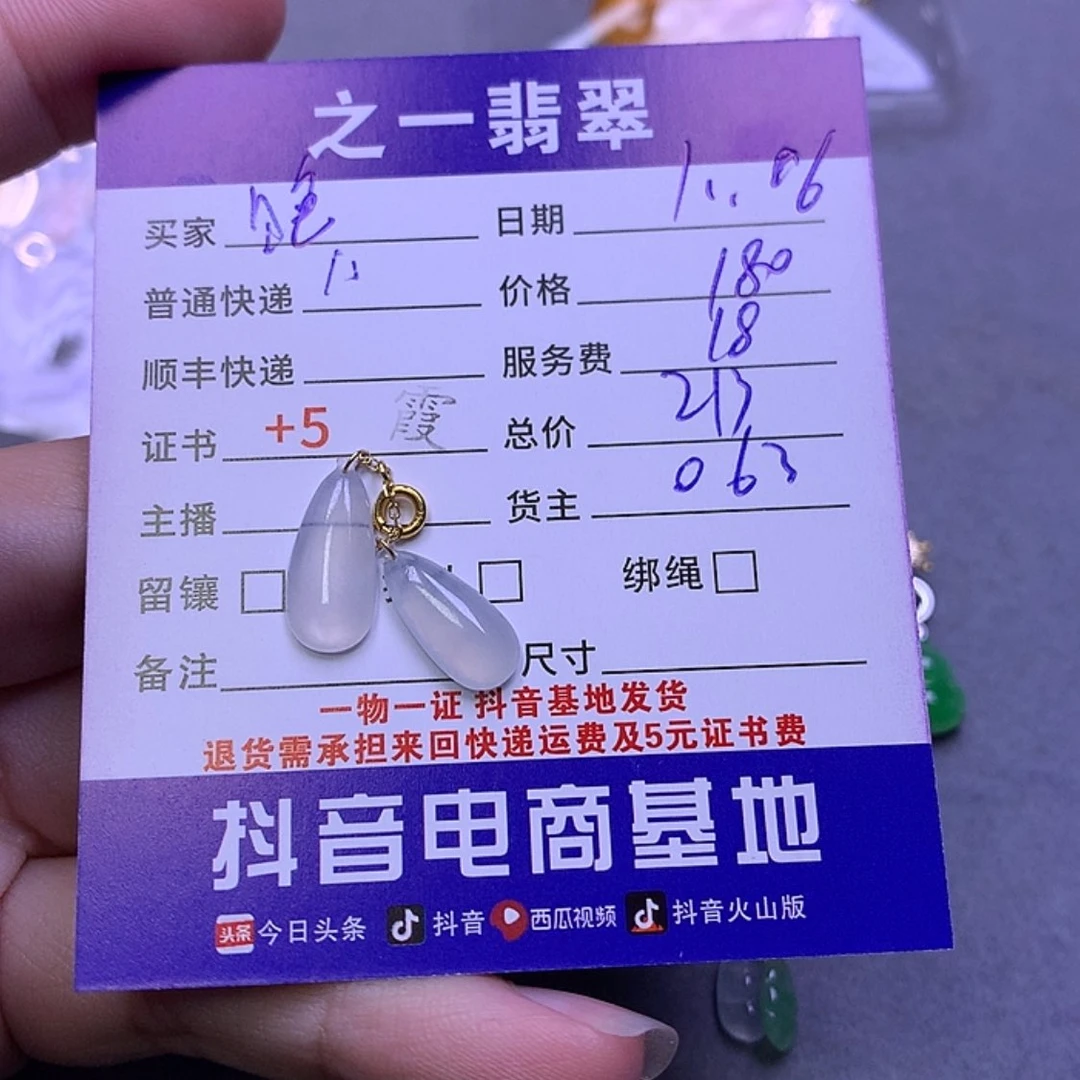 之一翡翠
买家 日期
普通快递 价格 180
顺丰快递 服务费 18
证书 +5 霞 总价 213
主播 货主 063
留镶 绑绳
备注 尺寸
一物一证 抖音基地发货
退货需承担来回快递运费及5元证书费
抖音电商基地
头条 今日头条 抖音 西瓜视频 抖音火山版